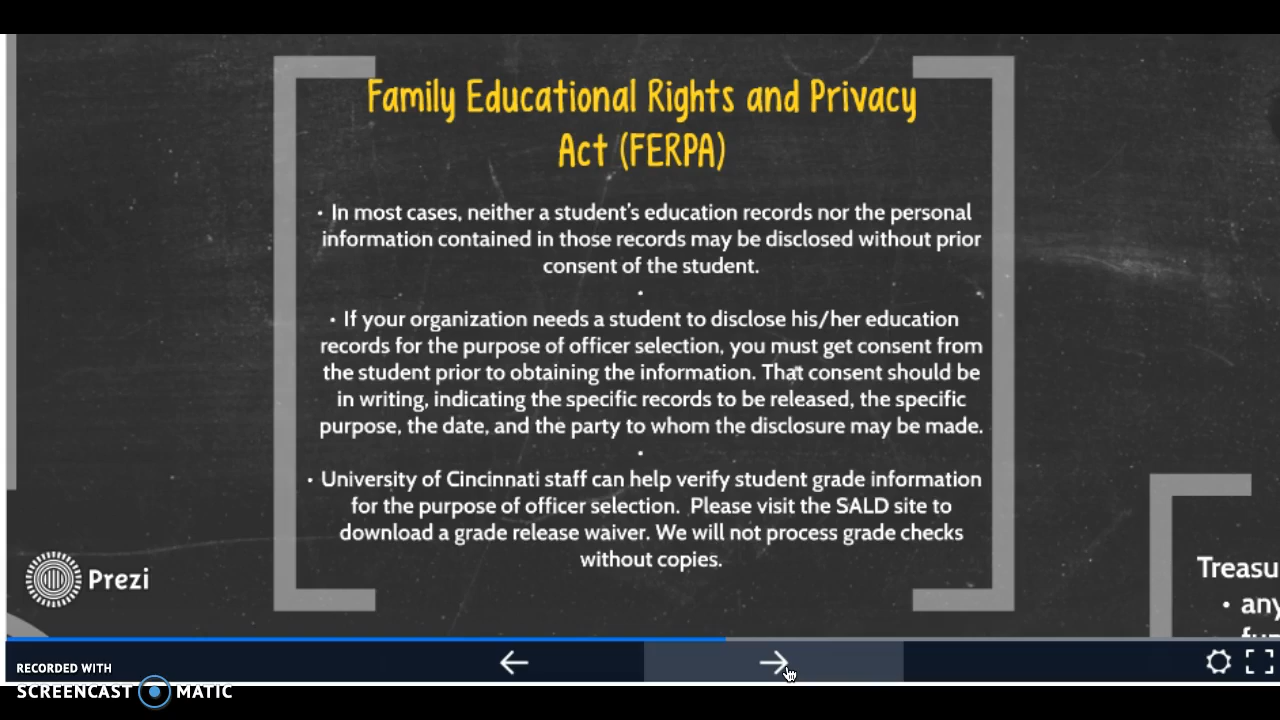 Family Educational Rights and Privacy
Act (FERPA)
• In most cases, neither a student's education records nor the personal
information contained in those records may be disclosed without prior
consent of the student.
•
• If your organization needs a student to disclose his/her education
records for the purpose of officer selection, you must get consent from
the student prior to obtaining the information. That consent should be
in writing, indicating the specific records to be released, the specific
purpose, the date, and the party to whom the disclosure may be made.
•
• University of Cincinnati staff can help verify student grade information
for the purpose of officer selection. Please visit the SALD site to
download a grade release waiver. We will not process grade checks
without copies.
Prezi
Treasu
• any
RECORDED WITH
SCREENCAST MATIC